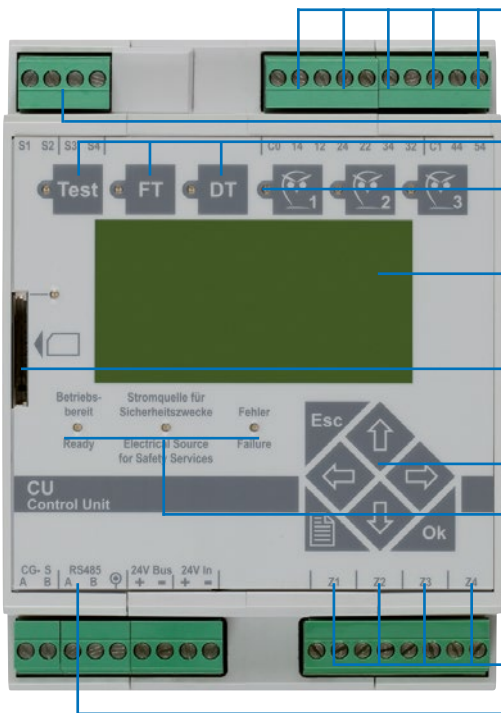 S1 S2 S3 S4 C0 14 12 24 22 34 32 C1 44 54
Test FT DT 1 2 3
Betriebs-
bereit
Stromquelle für
Sicherheitszwecke
Fehler
Ready
Electrical Source
for Safety Services
Failure
Esc
Ok
CU
Control Unit
CG- S RS485 24V Bus 24V In
A B A B + = + =
Z1 Z2 Z3 Z4